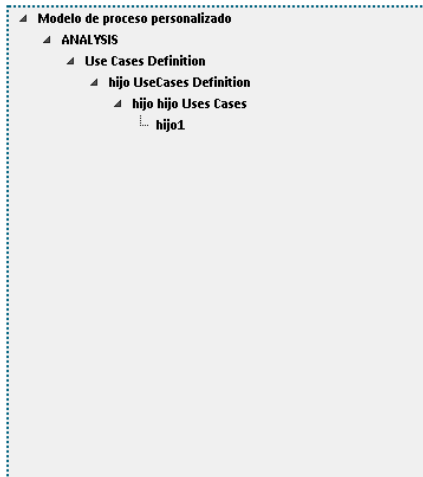 Modelo de proceso personalizado
ANALYSIS
Use Cases Definition
hijo UseCases Definition
hijo hijo Uses Cases
hijo1